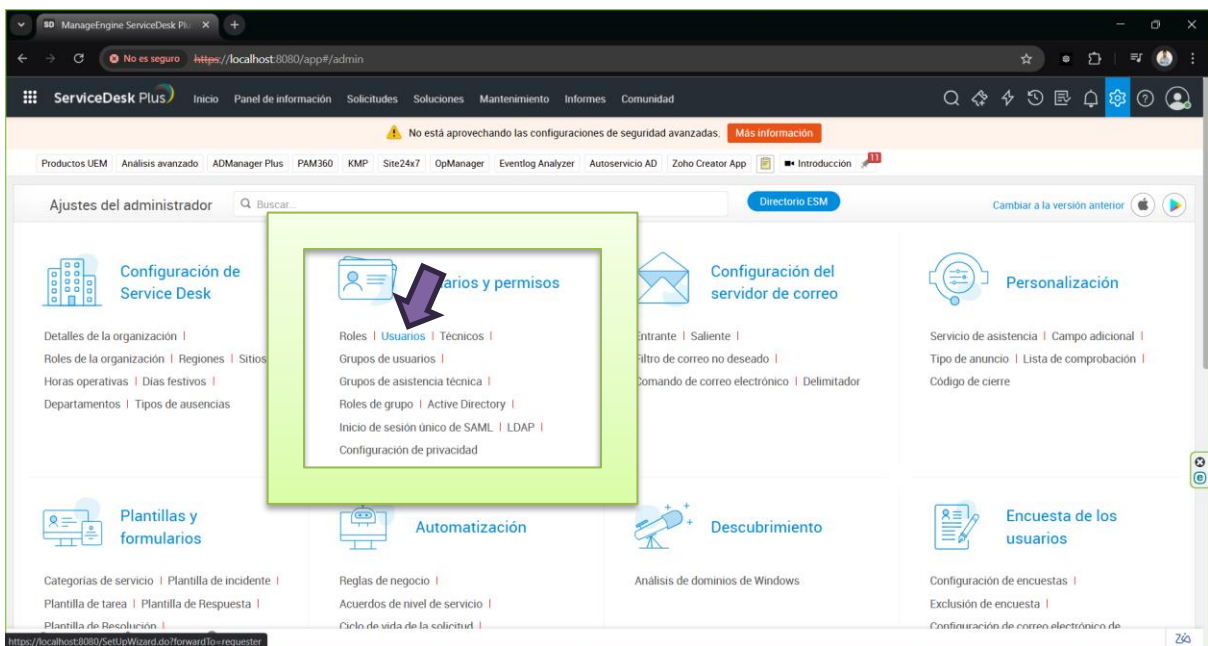 SD ManageEngine ServiceDesk Pl
No es seguro https://localhost:8080/app#/admin
ServiceDesk Plus Inicio Panel de información Solicitudes Soluciones Mantenimiento Informes Comunidad
No está aprovechando las configuraciones de seguridad avanzadas. Más información
Productos UEM Análisis avanzado ADManager Plus PAM360 KMP Site24x7 OpManager Eventlog Analyzer Autoservicio AD Zoho Creator App Introducción 11
Ajustes del administrador Buscar... Directorio ESM Cambiar a la versión anterior
Configuración de
Service Desk
Detalles de la organización |
Roles de la organización | Regiones | Sitios
Horas operativas | Días festivos |
Departamentos | Tipos de ausencias
arios y permisos
Roles | Usuarios | Técnicos |
Grupos de usuarios |
Grupos de asistencia técnica |
Roles de grupo | Active Directory |
Inicio de sesión único de SAML | LDAP |
Configuración de privacidad
Configuración del
servidor de correo
Entrante | Saliente |
Filtro de correo no deseado |
Comando de correo electrónico | Delimitador
Personalización
Servicio de asistencia | Campo adicional |
Tipo de anuncio | Lista de comprobación |
Código de cierre
Plantillas y
formularios
Categorías de servicio | Plantilla de incidente |
Plantilla de tarea | Plantilla de Respuesta |
Plantilla de Resolución |
Automatización
Reglas de negocio |
Acuerdos de nivel de servicio |
Ciclo de vida de la solicitud |
Descubrimiento
Análisis de dominios de Windows
Encuesta de los
usuarios
Configuración de encuestas |
Exclusión de encuesta |
Configuración de correo electrónico de
https://localhost:8080/SetUpWizard.do?forwardTo=requester
Zia